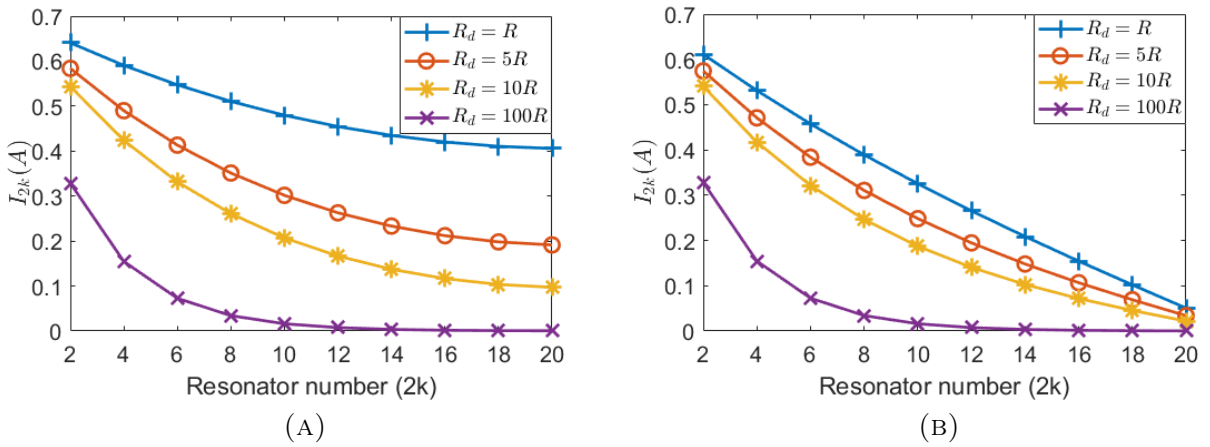 0.7
0.6
0.5
0.4
0.3
0.2
0.1
0
I_{2k}(A)
2 4 6 8 10 12 14 16 18 20
Resonator number (2k)
R_d = R
R_d = 5R
R_d = 10R
R_d = 100R
(A)
0.7
0.6
0.5
0.4
0.3
0.2
0.1
0
I_{2k}(A)
2 4 6 8 10 12 14 16 18 20
Resonator number (2k)
R_d = R
R_d = 5R
R_d = 10R
R_d = 100R
(B)